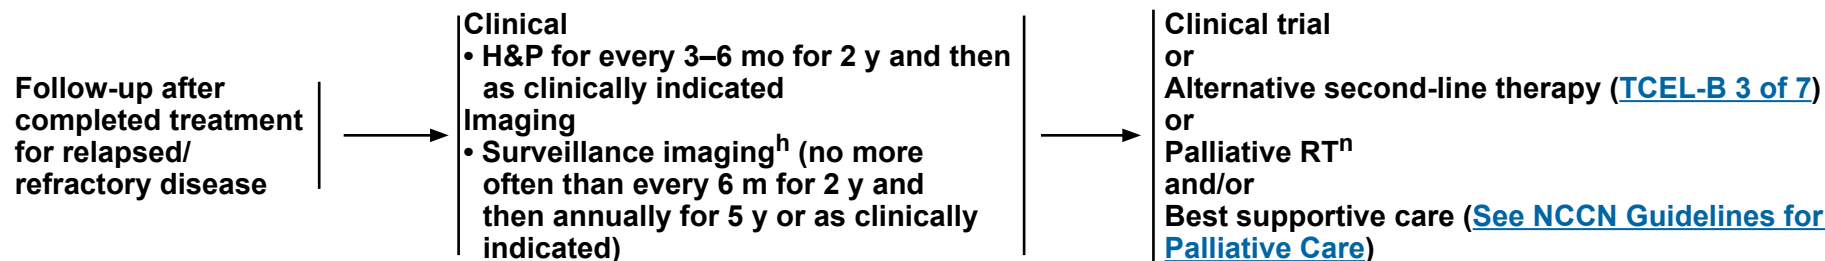 Follow-up after
completed treatment
for relapsed/
refractory disease
Clinical
• H&P for every 3–6 mo for 2 y and then
as clinically indicated
Imaging
• Surveillance imagingʰ (no more
often than every 6 m for 2 y and
then annually for 5 y or as clinically
indicated)
Clinical trial
or
Alternative second-line therapy (TCEL-B 3 of 7)
or
Palliative RTⁿ
and/or
Best supportive care (See NCCN Guidelines for
Palliative Care)